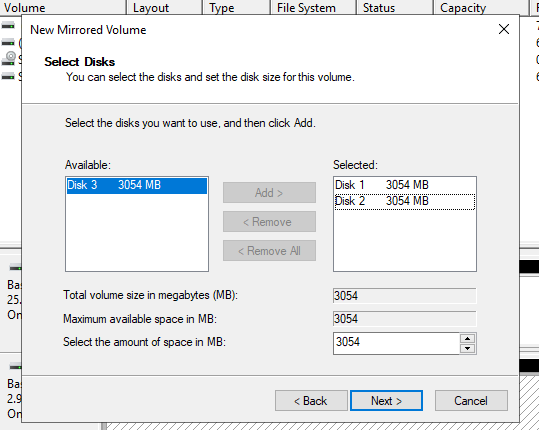 Volume Layout Type File System Status Capacity F
New Mirrored Volume
Select Disks
You can select the disks and set the disk size for this volume.
Select the disks you want to use, and then click Add.
Available: Selected:
Disk 3 3054 MB Add > Disk 1 3054 MB
< Remove Disk 2 3054 MB
< Remove All
Total volume size in megabytes (MB): 3054
Maximum available space in MB: 3054
Select the amount of space in MB: 3054
< Back Next > Cancel
Bas
25.
On
Bas
2.9
On